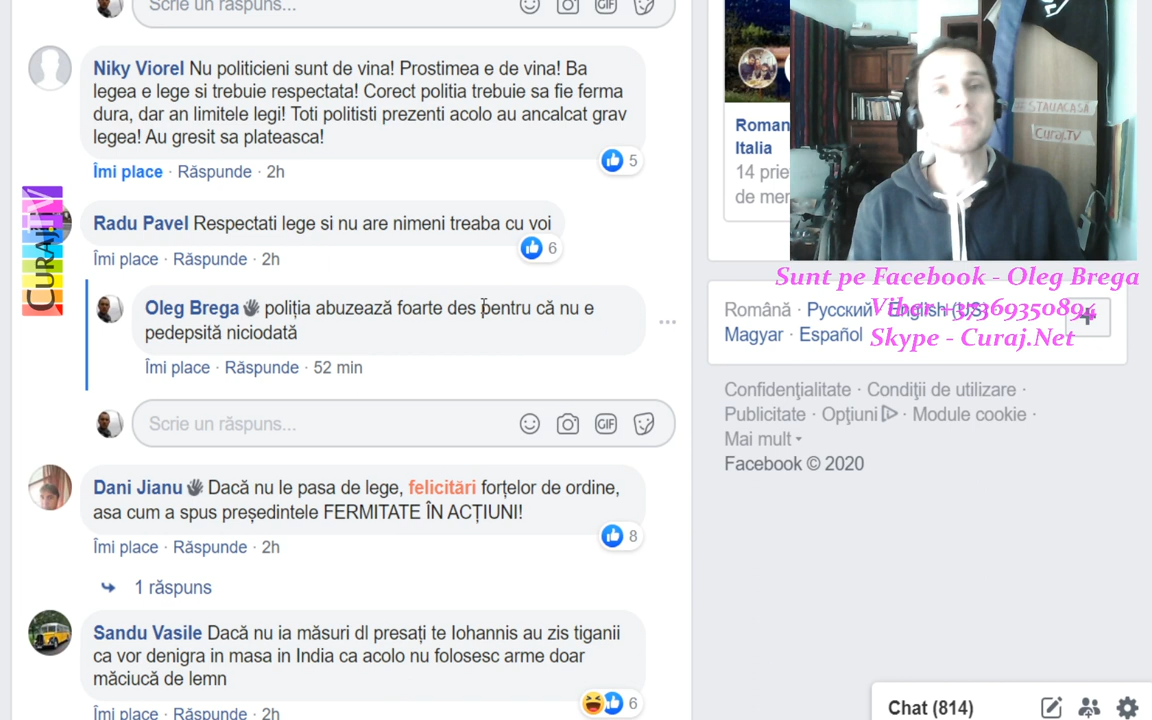 Scrie un răspuns...
GIF
Niky Viorel Nu politicieni sunt de vina! Prostimea e de vina! Ba
legea e lege si trebuie respectata! Corect politia trebuie sa fie ferma
dura, dar an limitele legi! Toti politisti prezenti acolo au ancalcat grav
legea! Au gresit sa plateasca!
5
Îmi place · Răspunde · 2h
CURAJ.TV
Radu Pavel Respectati lege si nu are nimeni treaba cu voi
6
Îmi place · Răspunde · 2h
Oleg Brega poliția abuzează foarte des pentru că nu e
pedepsită niciodată
Îmi place · Răspunde · 52 min
Scrie un răspuns...
GIF
Dani Jianu Dacă nu le pasa de lege, felicitări forțelor de ordine,
asa cum a spus președintele FERMITATE ÎN ACȚIUNI!
8
Îmi place · Răspunde · 2h
1 răspuns
Sandu Vasile Dacă nu ia măsuri dl presați te Iohannis au zis tiganii
ca vor denigra in masa in India ca acolo nu folosesc arme doar
măciucă de lemn
6
Îmi place · Răspunde · 2h
Roman
Italia
14 prie
de mer
#STAUACASĂ
Curaj.TV
Sunt pe Facebook - Oleg Brega
Viber +37369350894
Skype - Curaj.Net
Română · Русский · English (US) ·
Magyar · Español
Confidenţialitate · Condiţii de utilizare ·
Publicitate · Opţiuni · Module cookie ·
Mai mult
Facebook © 2020
Chat (814)